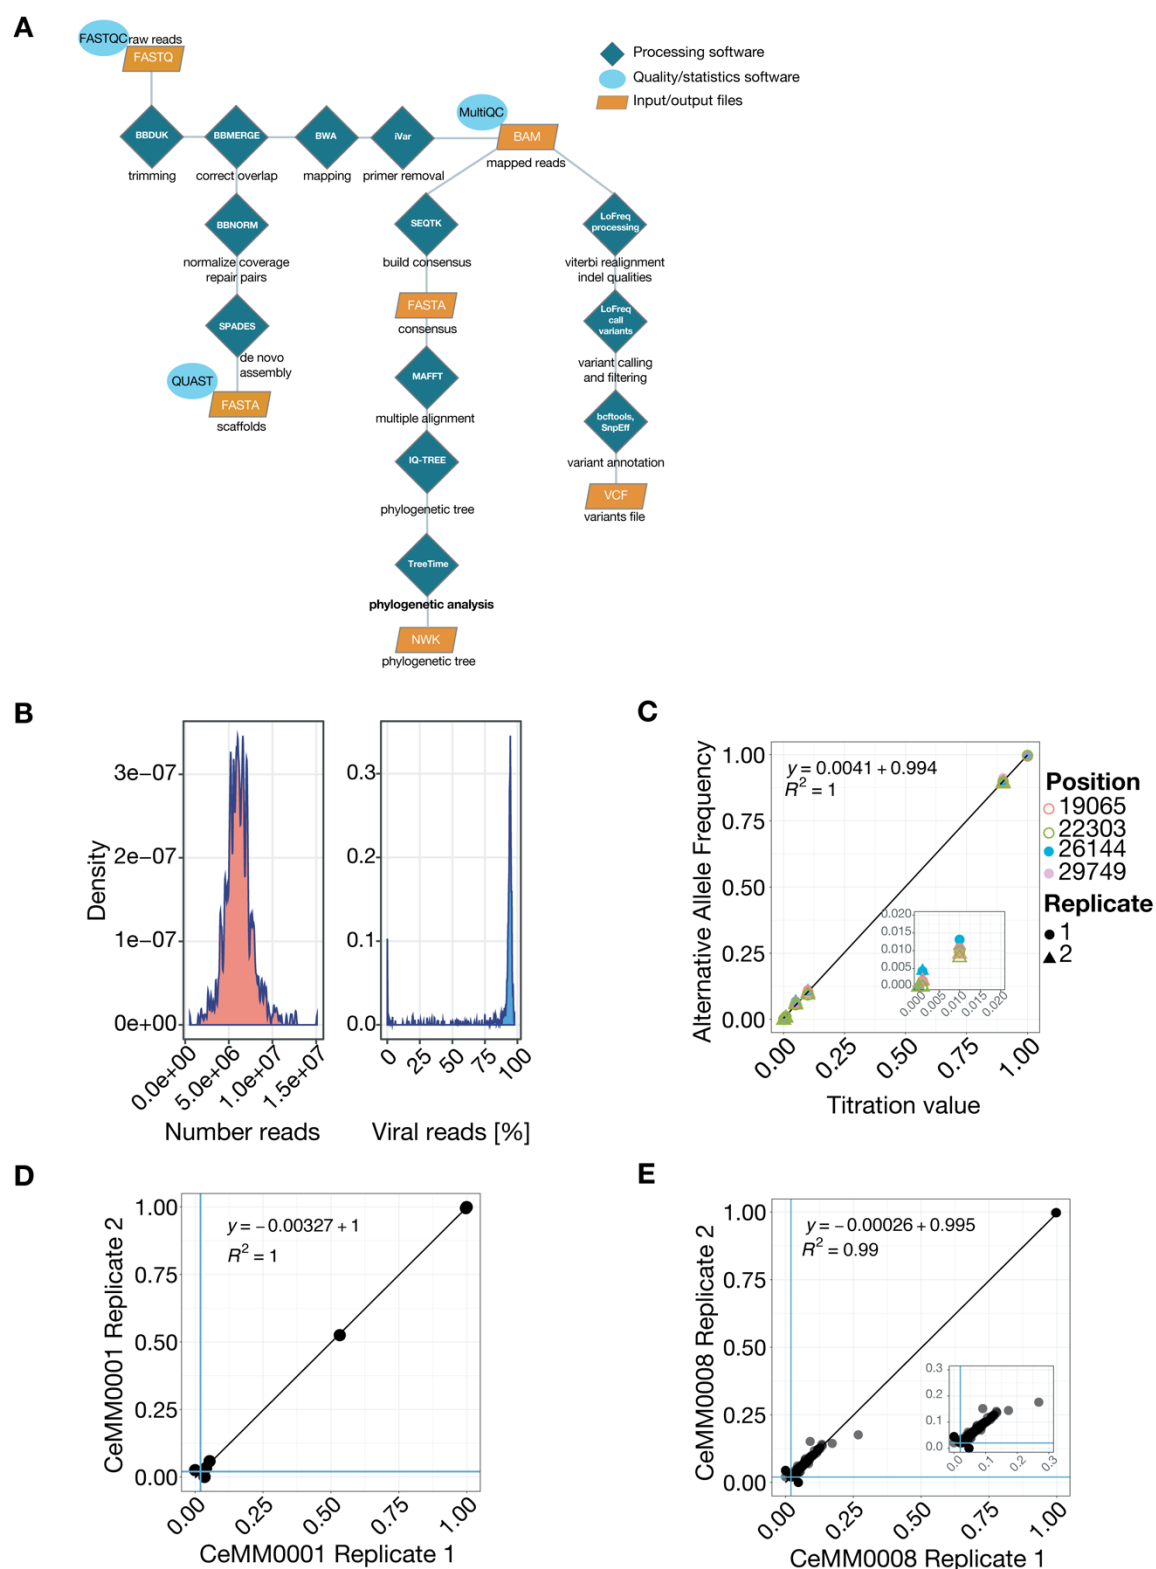 A
FASTQC raw reads
FASTQ
Processing software
Quality/statistics software
Input/output files
MultiQC
BBDUK
BBMERGE
BWA
iVar
BAM
trimming
correct overlap
mapping
primer removal
mapped reads
BBNORM
normalize coverage
repair pairs
SPADES
de novo
assembly
QUAST
FASTA
scaffolds
SEQTK
build consensus
FASTA
consensus
MAFFT
multiple alignment
IQ-TREE
phylogenetic tree
TreeTime
phylogenetic analysis
NWK
phylogenetic tree
LoFreq
processing
viterbi realignment
indel qualities
LoFreq
call
variants
variant calling
and filtering
bcftools,
SnpEff
variant annotation
VCF
variants file
B
Density
3e−07
2e−07
1e−07
0e+00
0.0e+00
5.0e+06
1.0e+07
1.5e+07
Number reads
0.3
0.2
0.1
0.0
0
25
50
75
100
Viral reads [%]
C
Alternative Allele Frequency
1.00
0.75
0.50
0.25
0.00
y = 0.0041 + 0.994
R² = 1
0.020
0.015
0.010
0.005
0.000
0.000
0.005
0.010
0.015
0.020
0.00
0.25
0.50
0.75
1.00
Titration value
Position
19065
22303
26144
29749
Replicate
1
2
D
CeMM0001 Replicate 2
1.00
0.75
0.50
0.25
0.00
y = −0.00327 + 1
R² = 1
0.00
0.25
0.50
0.75
1.00
CeMM0001 Replicate 1
E
CeMM0008 Replicate 2
1.00
0.75
0.50
0.25
0.00
y = −0.00026 + 0.995
R² = 0.99
0.3
0.2
0.1
0.0
0.0
0.1
0.2
0.3
0.00
0.25
0.50
0.75
1.00
CeMM0008 Replicate 1